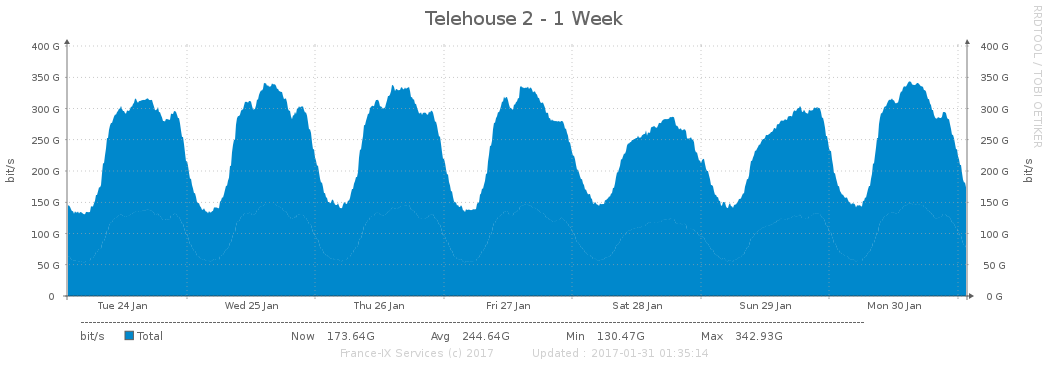 Telehouse 2 - 1 Week
RRDTOOL / TOBI OETIKER
400 G 400 G
350 G 350 G
300 G 300 G
250 G 250 G
200 G 200 G
150 G 150 G
100 G 100 G
50 G 50 G
0 0 G
bit/s bit/s
Tue 24 Jan Wed 25 Jan Thu 26 Jan Fri 27 Jan Sat 28 Jan Sun 29 Jan Mon 30 Jan
bit/s Total Now 173.64G Avg 244.64G Min 130.47G Max 342.93G
France-IX Services (c) 2017 Updated : 2017-01-31 01:35:14